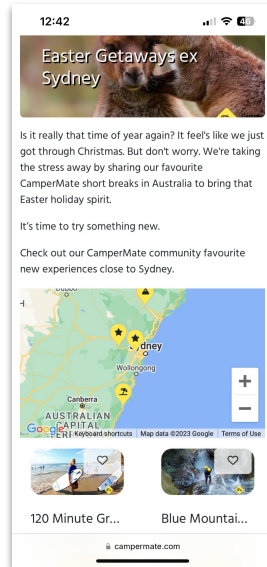 12:42
Easter Getaways ex
Sydney
Is it really that time of year again? It feel's like we just
got through Christmas. But don't worry. We're taking
the stress away by sharing our favourite
CamperMate short breaks in Australia to bring that
Easter holiday spirit.
It's time to try something new.
Check out our CamperMate community favourite
new experiences close to Sydney.
Dubbo
Wollongong
Canberra
AUSTRALIAN
CAPITAL
Google
Keyboard shortcuts
Map data ©2023 Google
Terms of Use
120 Minute Gr...
Blue Mountai...
campermate.com